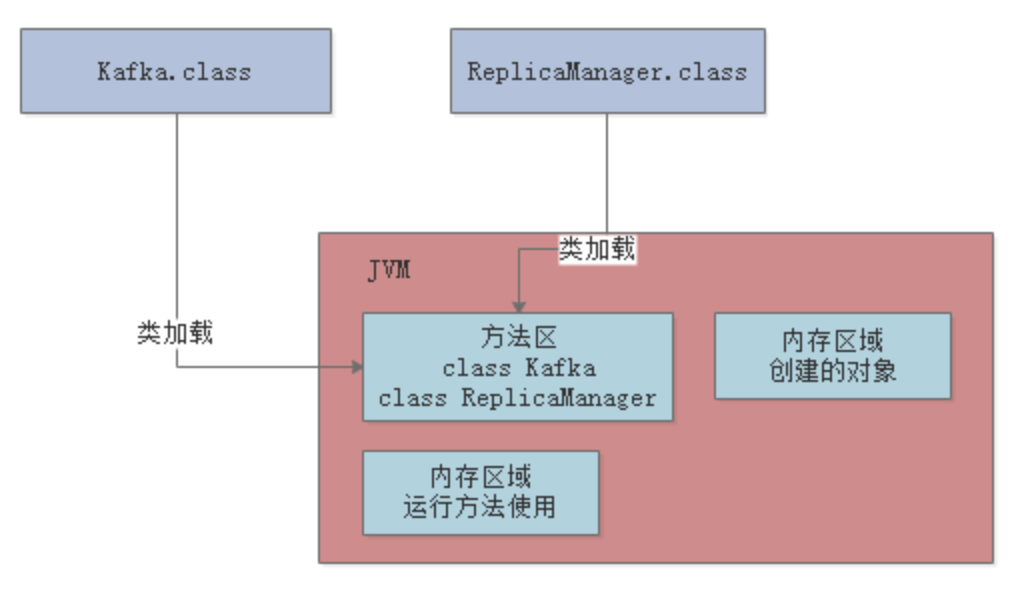 Kafka.class
ReplicaManager.class
类加载
JVM
类加载
方法区
class Kafka
class ReplicaManager
内存区域
创建的对象
内存区域
运行方法使用